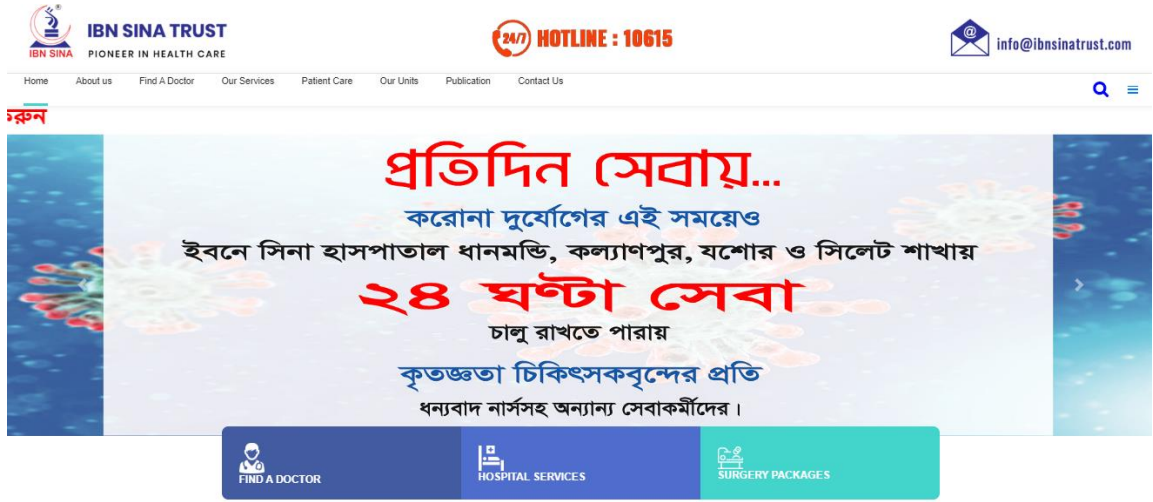 IBN SINA
IBN SINA TRUST
PIONEER IN HEALTH CARE
24/7 HOTLINE : 10615
@ info@ibnsinatrust.com
Home About us Find A Doctor Our Services Patient Care Our Units Publication Contact Us
করুন
প্রতিদিন সেবায়...
করোনা দুর্যোগের এই সময়েও
ইবনে সিনা হাসপাতাল ধানমন্ডি, কল্যাণপুর, যশোর ও সিলেট শাখায়
২৪ ঘণ্টা সেবা
চালু রাখতে পারায়
কৃতজ্ঞতা চিকিৎসকবৃন্দের প্রতি
ধন্যবাদ নার্সসহ অন্যান্য সেবাকর্মীদের।
FIND A DOCTOR
HOSPITAL SERVICES
SURGERY PACKAGES